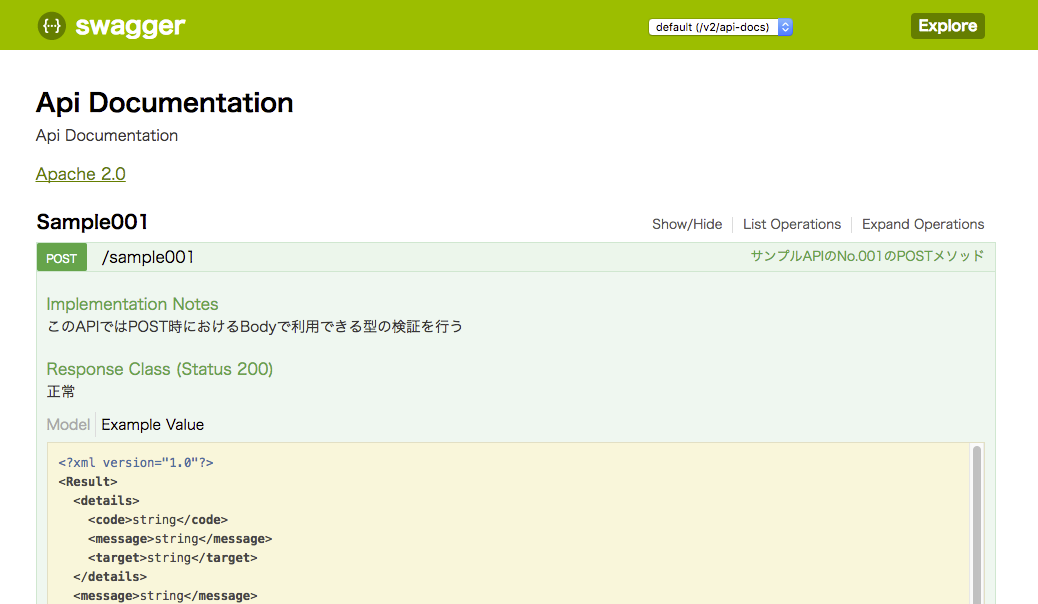 {···} swagger
default (/v2/api-docs)
Explore
Api Documentation
Api Documentation
Apache 2.0
Sample001
Show/Hide
List Operations
Expand Operations
POST
/sample001
サンプルAPIのNo.001のPOSTメソッド
Implementation Notes
このAPIではPOST時におけるBodyで利用できる型の検証を行う
Response Class (Status 200)
正常
Model
Example Value
<?xml version="1.0"?>
<Result>
  <details>
    <code>string</code>
    <message>string</message>
    <target>string</target>
  </details>
  <message>string</message>